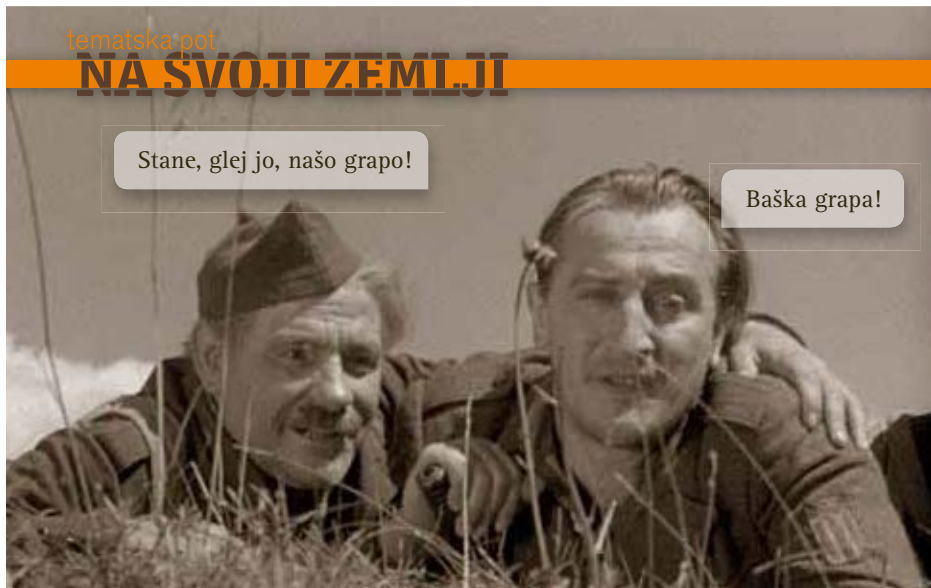 tematska pot
NA SVOJI ZEMLJI
Stane, glej jo, našo grapo!
Baška grapa!